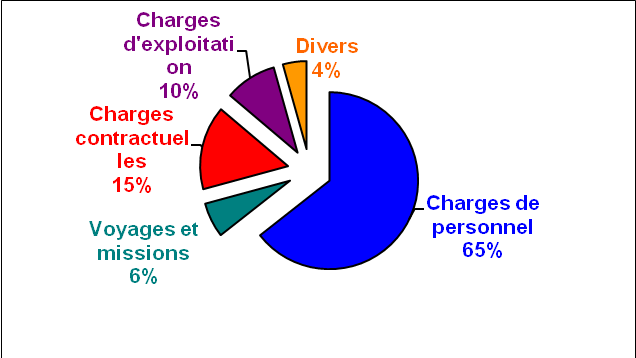 Charges
d'exploitati
on
10%
Divers
4%
Charges
contractuel
les
15%
Charges de
personnel
65%
Voyages et
missions
6%